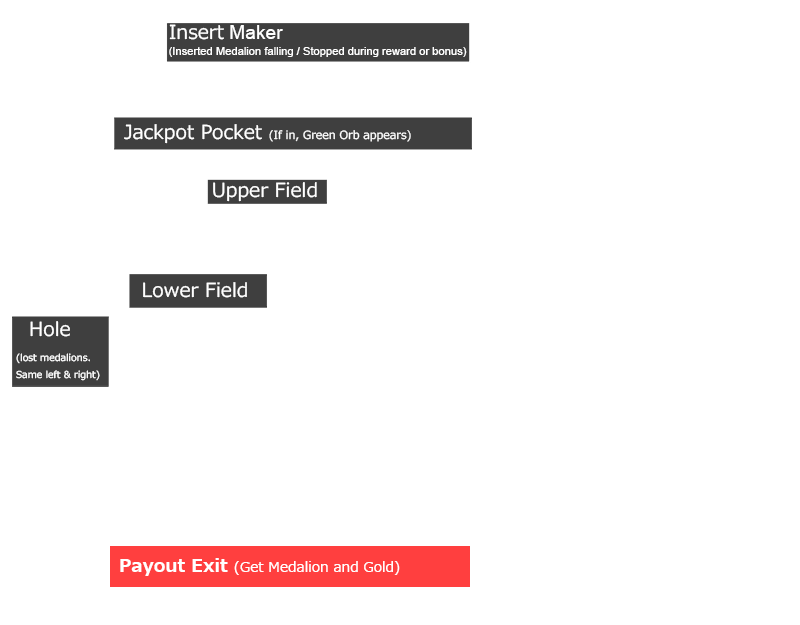 Insert Maker
(Inserted Medalion falling / Stopped during reward or bonus)
Jackpot Pocket (If in, Green Orb appears)
Upper Field
Lower Field
Hole
(lost medalions.
Same left & right)
Payout Exit (Get Medalion and Gold)